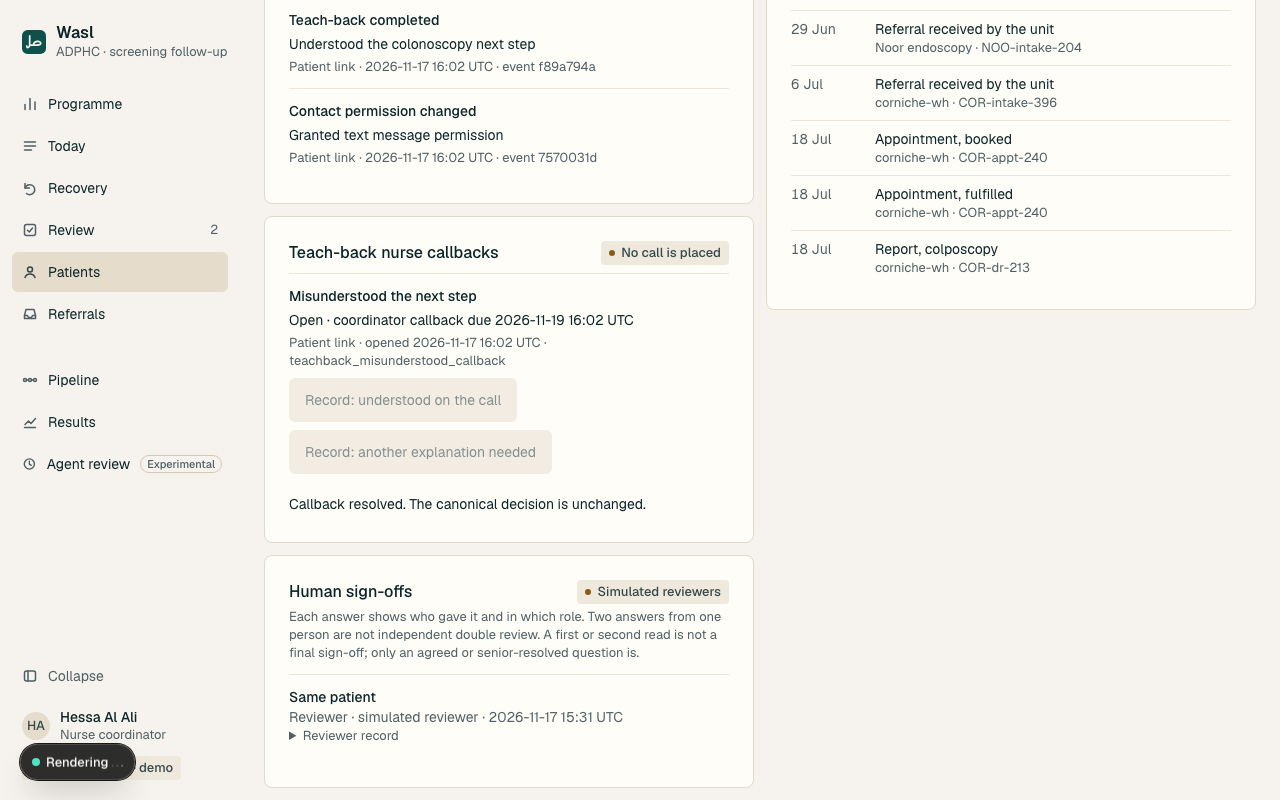 صل
Wasl
ADPHC · screening follow-up
Programme
Today
Recovery
Review 2
Patients
Referrals
Pipeline
Results
Agent review Experimental
Collapse
HA
Hessa Al Ali
Nurse coordinator
demo
Rendering ...
Teach-back completed
Understood the colonoscopy next step
Patient link · 2026-11-17 16:02 UTC · event f89a794a
Contact permission changed
Granted text message permission
Patient link · 2026-11-17 16:02 UTC · event 7570031d
Teach-back nurse callbacks
No call is placed
Misunderstood the next step
Open · coordinator callback due 2026-11-19 16:02 UTC
Patient link · opened 2026-11-17 16:02 UTC ·
teachback_misunderstood_callback
Record: understood on the call
Record: another explanation needed
Callback resolved. The canonical decision is unchanged.
Human sign-offs
Simulated reviewers
Each answer shows who gave it and in which role. Two answers from one
person are not independent double review. A first or second read is not a
final sign-off; only an agreed or senior-resolved question is.
Same patient
Reviewer · simulated reviewer · 2026-11-17 15:31 UTC
Reviewer record
29 Jun Referral received by the unit
Noor endoscopy · NOO-intake-204
6 Jul Referral received by the unit
corniche-wh · COR-intake-396
18 Jul Appointment, booked
corniche-wh · COR-appt-240
18 Jul Appointment, fulfilled
corniche-wh · COR-appt-240
18 Jul Report, colposcopy
corniche-wh · COR-dr-213